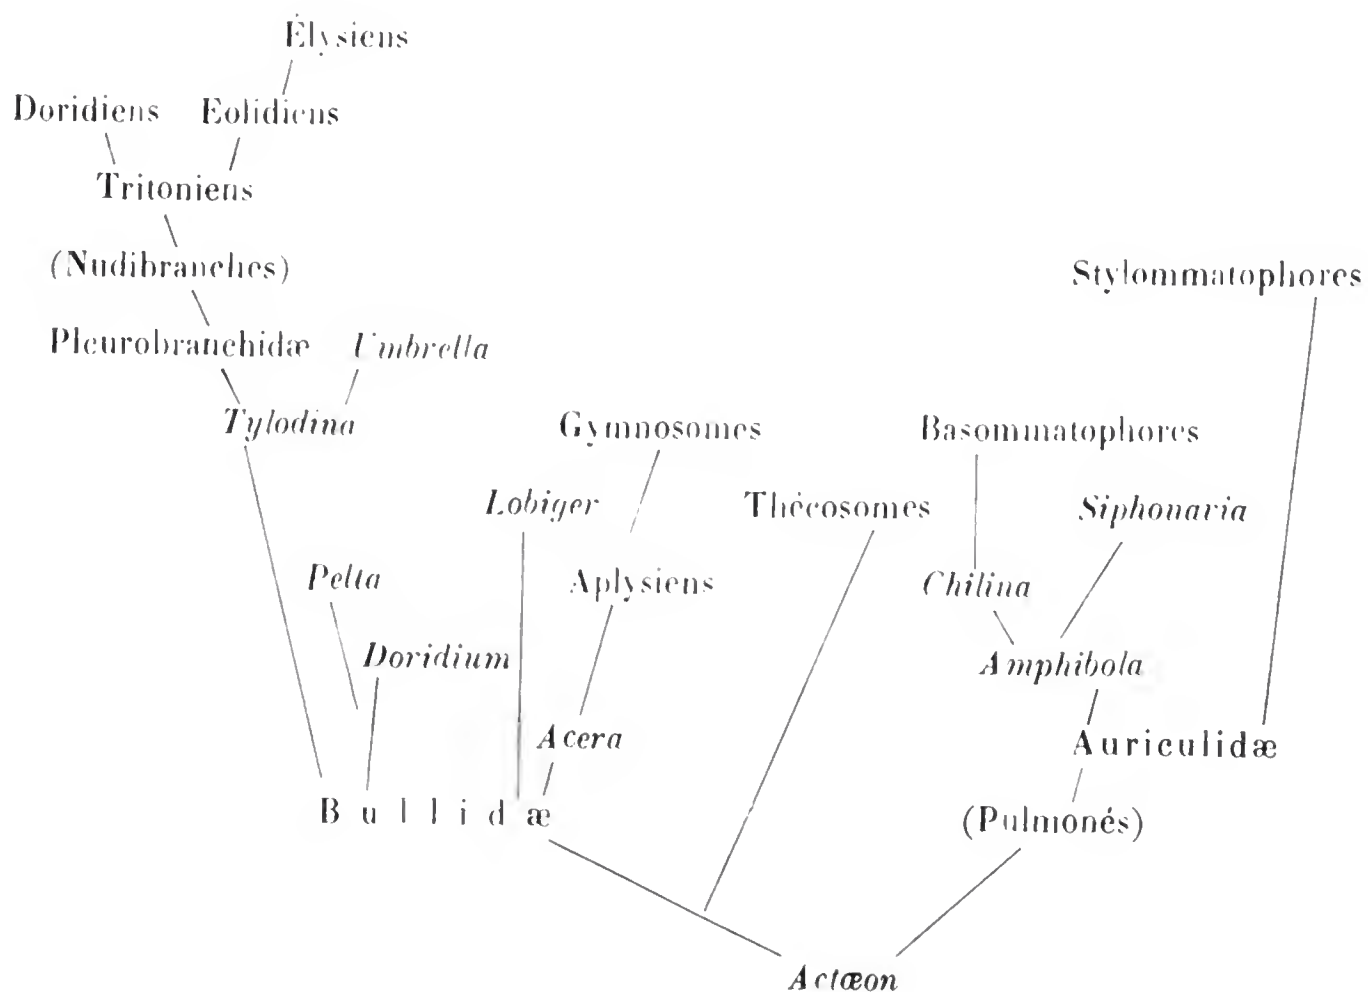 Élysiens
Doridiens Eolidiens
Tritoniens
(Nudibranches)
Stylommatophores
Pleurobranchidæ Umbrella
Tylodina
Gymnosomes
Basommatophores
Lobiger
Thécosomes
Siphonaria
Pelta
Aplysiens
Chilina
Doridium
Amphibola
Acera
Auriculidæ
Bullidæ
(Pulmonés)
Actæon